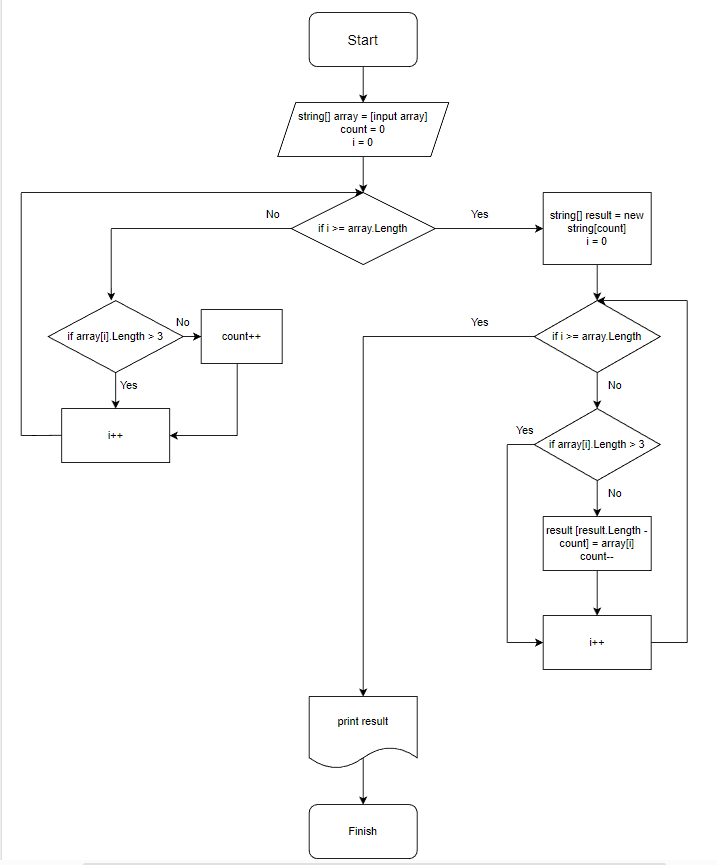 Start
string[] array = [input array]
count = 0
i = 0
No
Yes
if i >= array.Length
string[] result = new
string[count]
i = 0
if array[i].Length > 3
No
count++
Yes
i++
Yes
if i >= array.Length
No
Yes
if array[i].Length > 3
No
result [result.Length -
count] = array[i]
count--
i++
print result
Finish